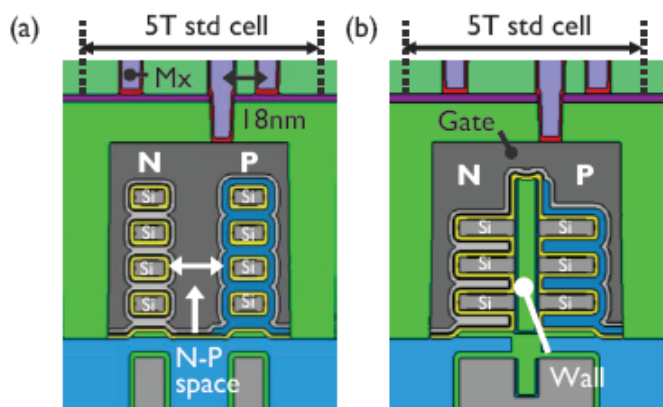 (a)
5T std cell
Mx
18nm
N
P
Si
Si
Si
Si
Si
Si
Si
Si
N-P
space
(b)
5T std cell
Gate
N
P
Si
Si
Si
Si
Si
Si
Wall